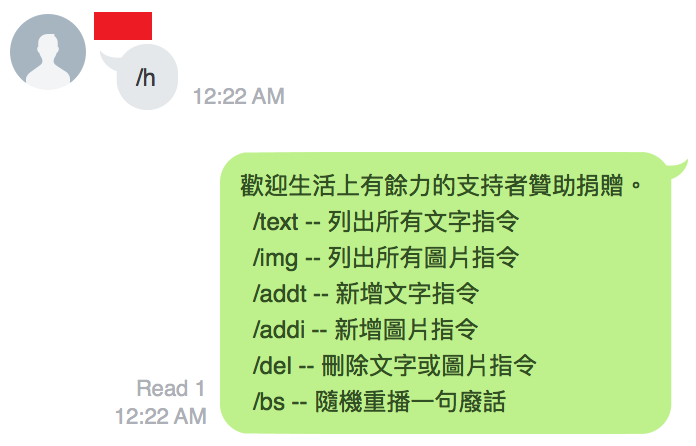 /h
12:22 AM
歡迎生活上有餘力的支持者贊助捐贈。
/text -- 列出所有文字指令
/img -- 列出所有圖片指令
/addt -- 新增文字指令
/addi -- 新增圖片指令
/del -- 刪除文字或圖片指令
/bs -- 隨機重播一句廢話
Read 1
12:22 AM